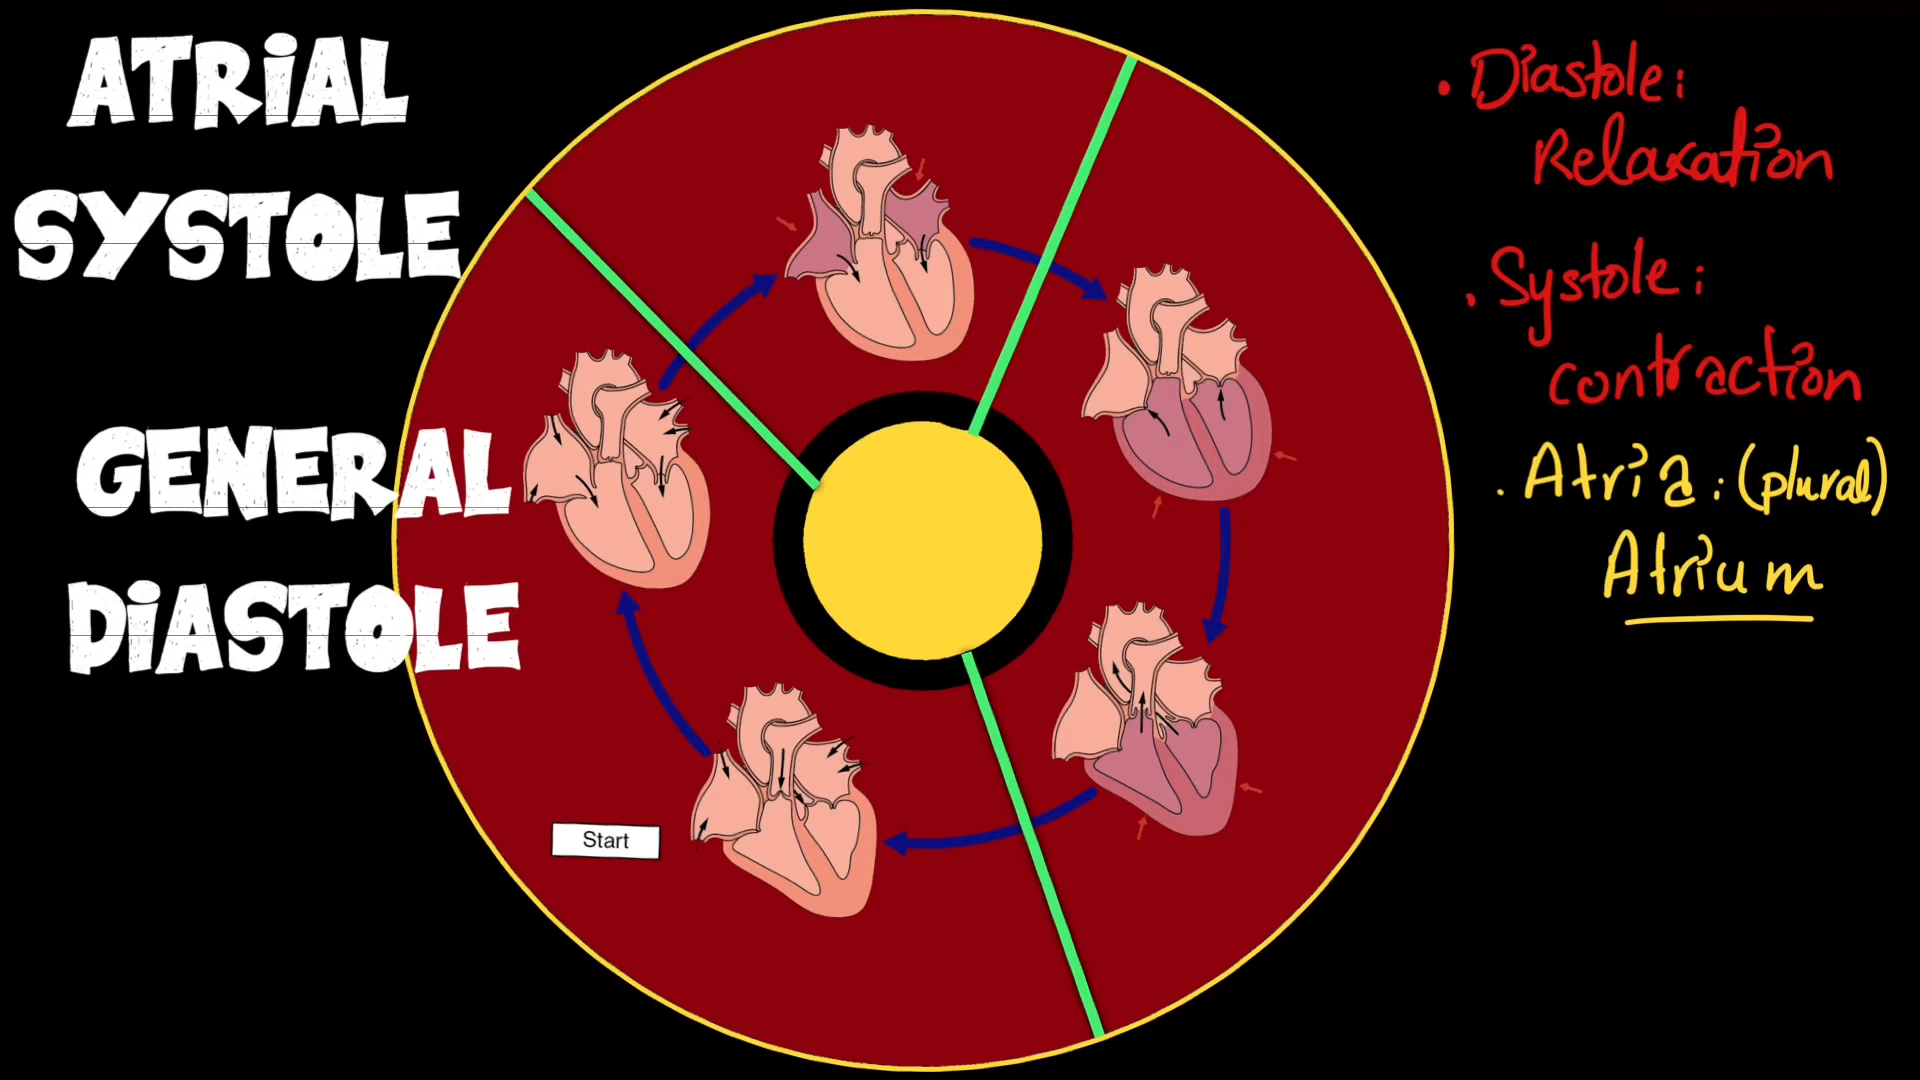 ATRiAL
SYSTOLE
GENERAL
DiASTOLE
Start
• Diastole:
Relaxation
• Systole:
contraction
• Atria: (plural)
Atrium